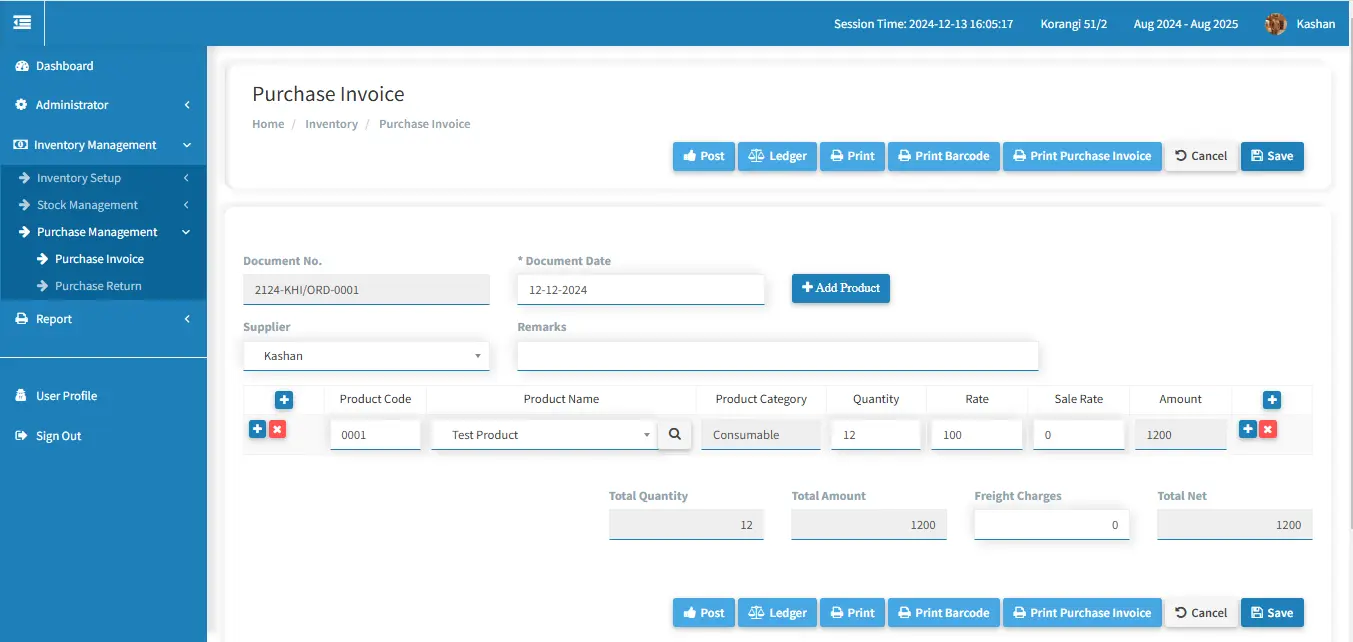 Session Time: 2024-12-13 16:05:17 Korangi 51/2 Aug 2024 - Aug 2025 Kashan
Dashboard
Administrator
Inventory Management
Inventory Setup
Stock Management
Purchase Management
Purchase Invoice
Purchase Return
Report
User Profile
Sign Out
Purchase Invoice
Home / Inventory / Purchase Invoice
Post Ledger Print Print Barcode Print Purchase Invoice Cancel Save
Document No. * Document Date
2124-KHI/ORD-0001 12-12-2024 Add Product
Supplier Remarks
Kashan
Product Code Product Name Product Category Quantity Rate Sale Rate Amount
0001 Test Product Consumable 12 100 0 1200
Total Quantity Total Amount Freight Charges Total Net
12 1200 0 1200
Post Ledger Print Print Barcode Print Purchase Invoice Cancel Save